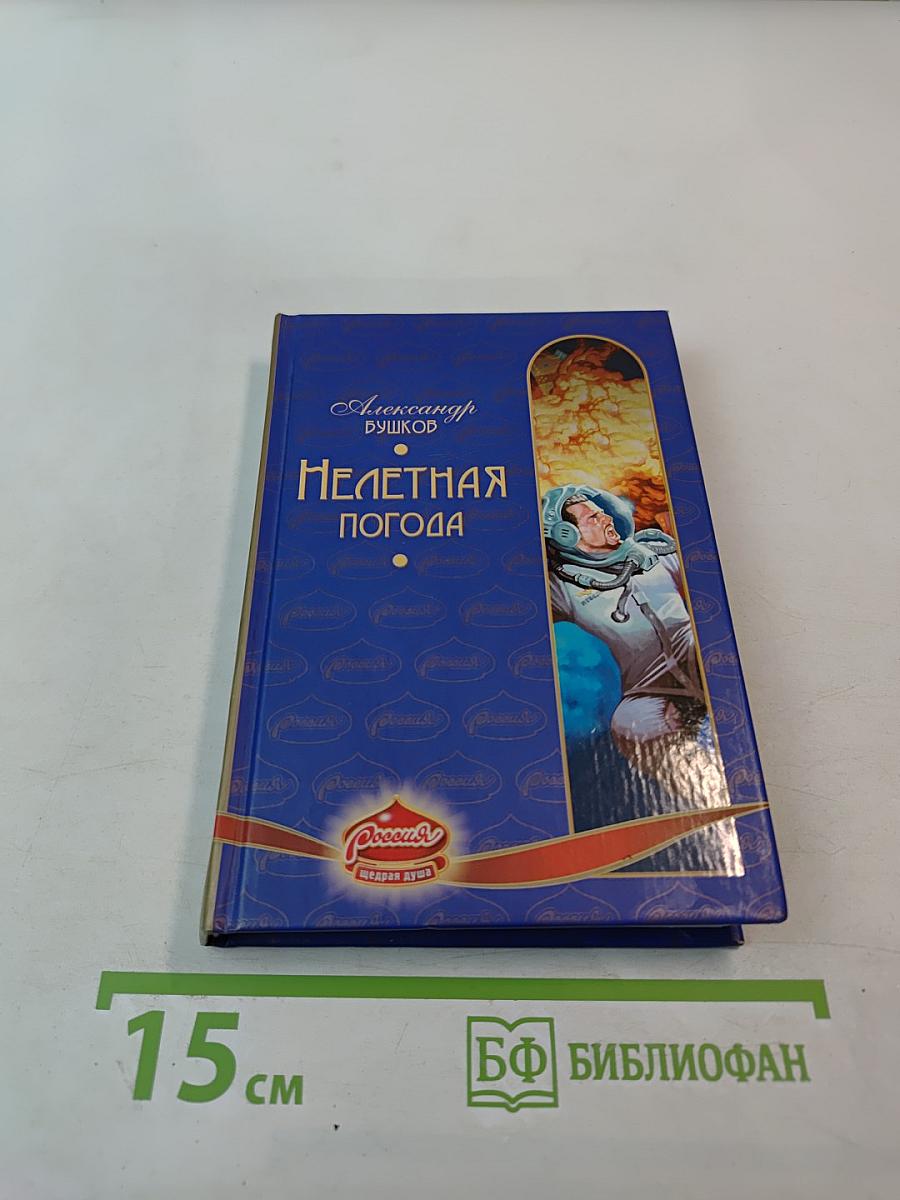 Александр
БУШКОВ
НЕЛЕТНАЯ
ПОГОДА
Россия
щедрая душа
15 см
БФ БИБЛИОФАН